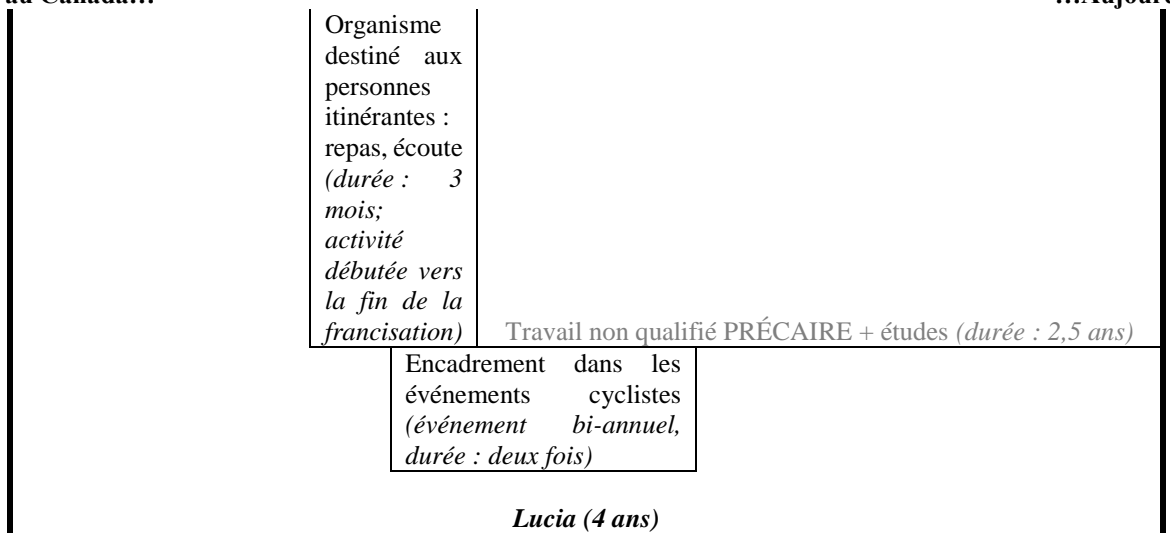 au Canada…
…Aujourd
Organisme
destiné aux
personnes
itinérantes :
repas, écoute
(durée : 3
mois;
activité
débutée vers
la fin de la
francisation)
Travail non qualifié PRÉCAIRE + études (durée : 2,5 ans)
Encadrement dans les
événements cyclistes
(événement bi-annuel,
durée : deux fois)
Lucia (4 ans)